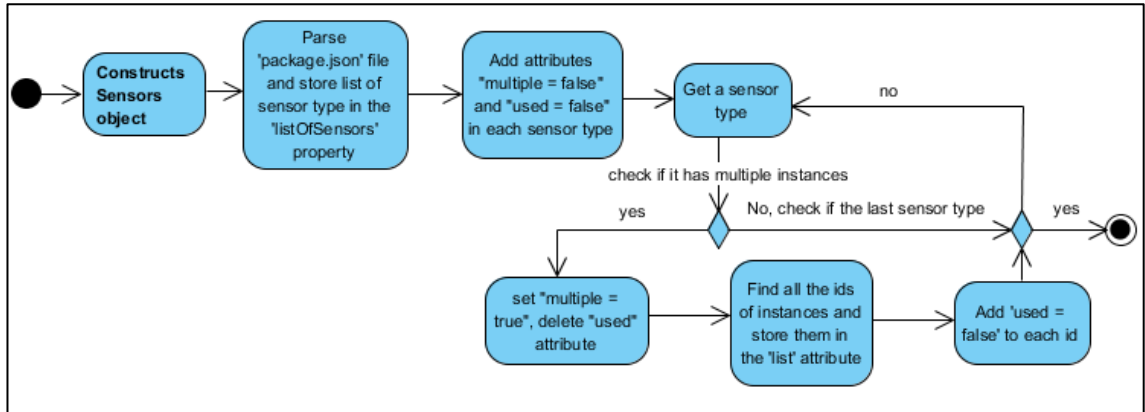 Constructs
Sensors
object
Parse
'package.json' file
and store list of
sensor type in the
'listOfSensors'
property
Add attributes
"multiple = false"
and "used = false"
in each sensor type
Get a sensor
type
no
check if it has multiple instances
yes
No, check if the last sensor type
yes
set "multiple =
true", delete "used"
attribute
Find all the ids
of instances and
store them in
the 'list' attribute
Add 'used =
false' to each id